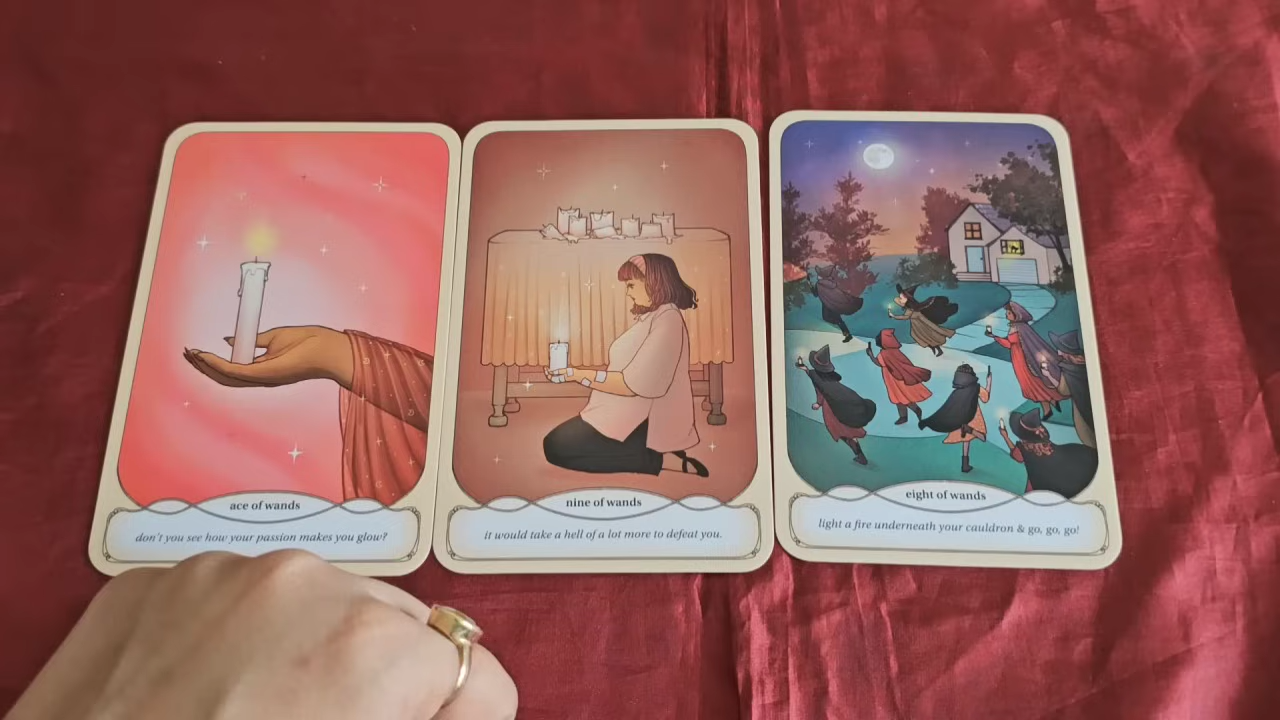 ace of wands
don't you see how your passion makes you glow?
nine of wands
it would take a hell of a lot more to defeat you.
eight of wands
light a fire underneath your cauldron & go, go, go!